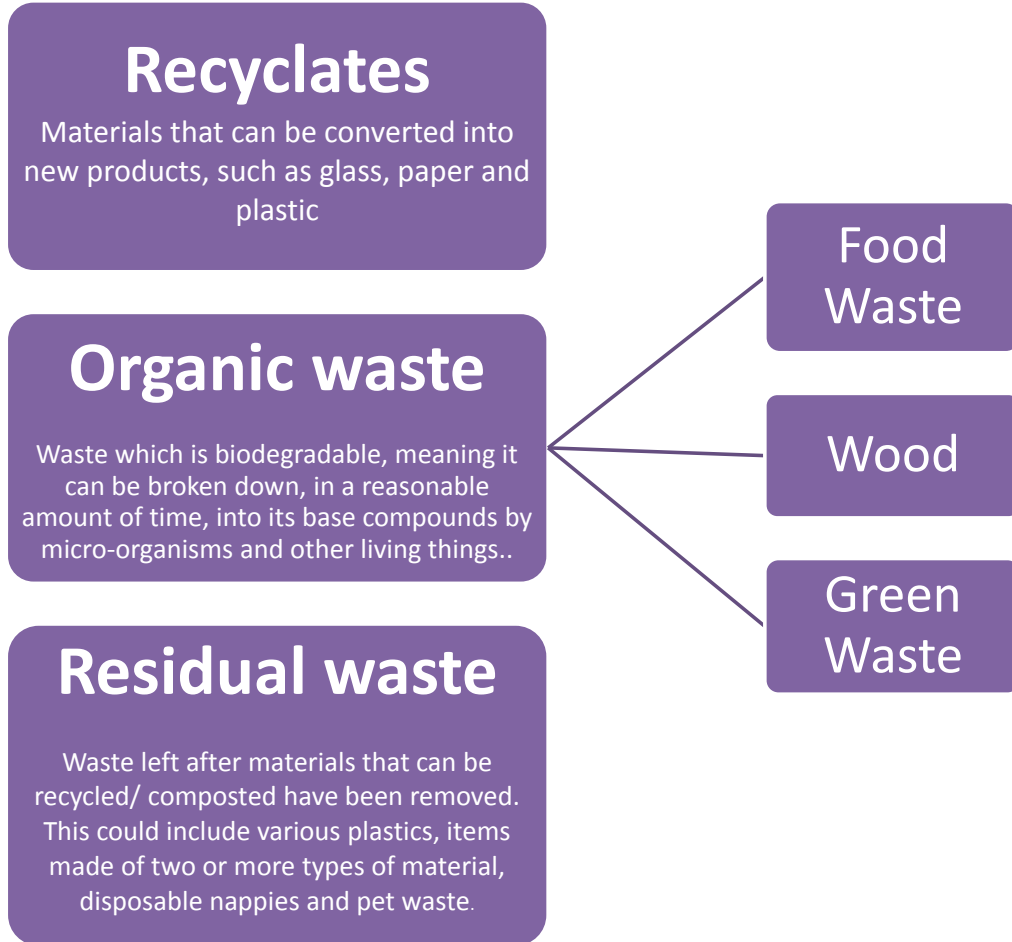 Recyclates
Materials that can be converted into
new products, such as glass, paper and
plastic
Organic waste
Waste which is biodegradable, meaning it
can be broken down, in a reasonable
amount of time, into its base compounds by
micro-organisms and other living things..
Residual waste
Waste left after materials that can be
recycled/ composted have been removed.
This could include various plastics, items
made of two or more types of material,
disposable nappies and pet waste.
Food
Waste
Wood
Green
Waste